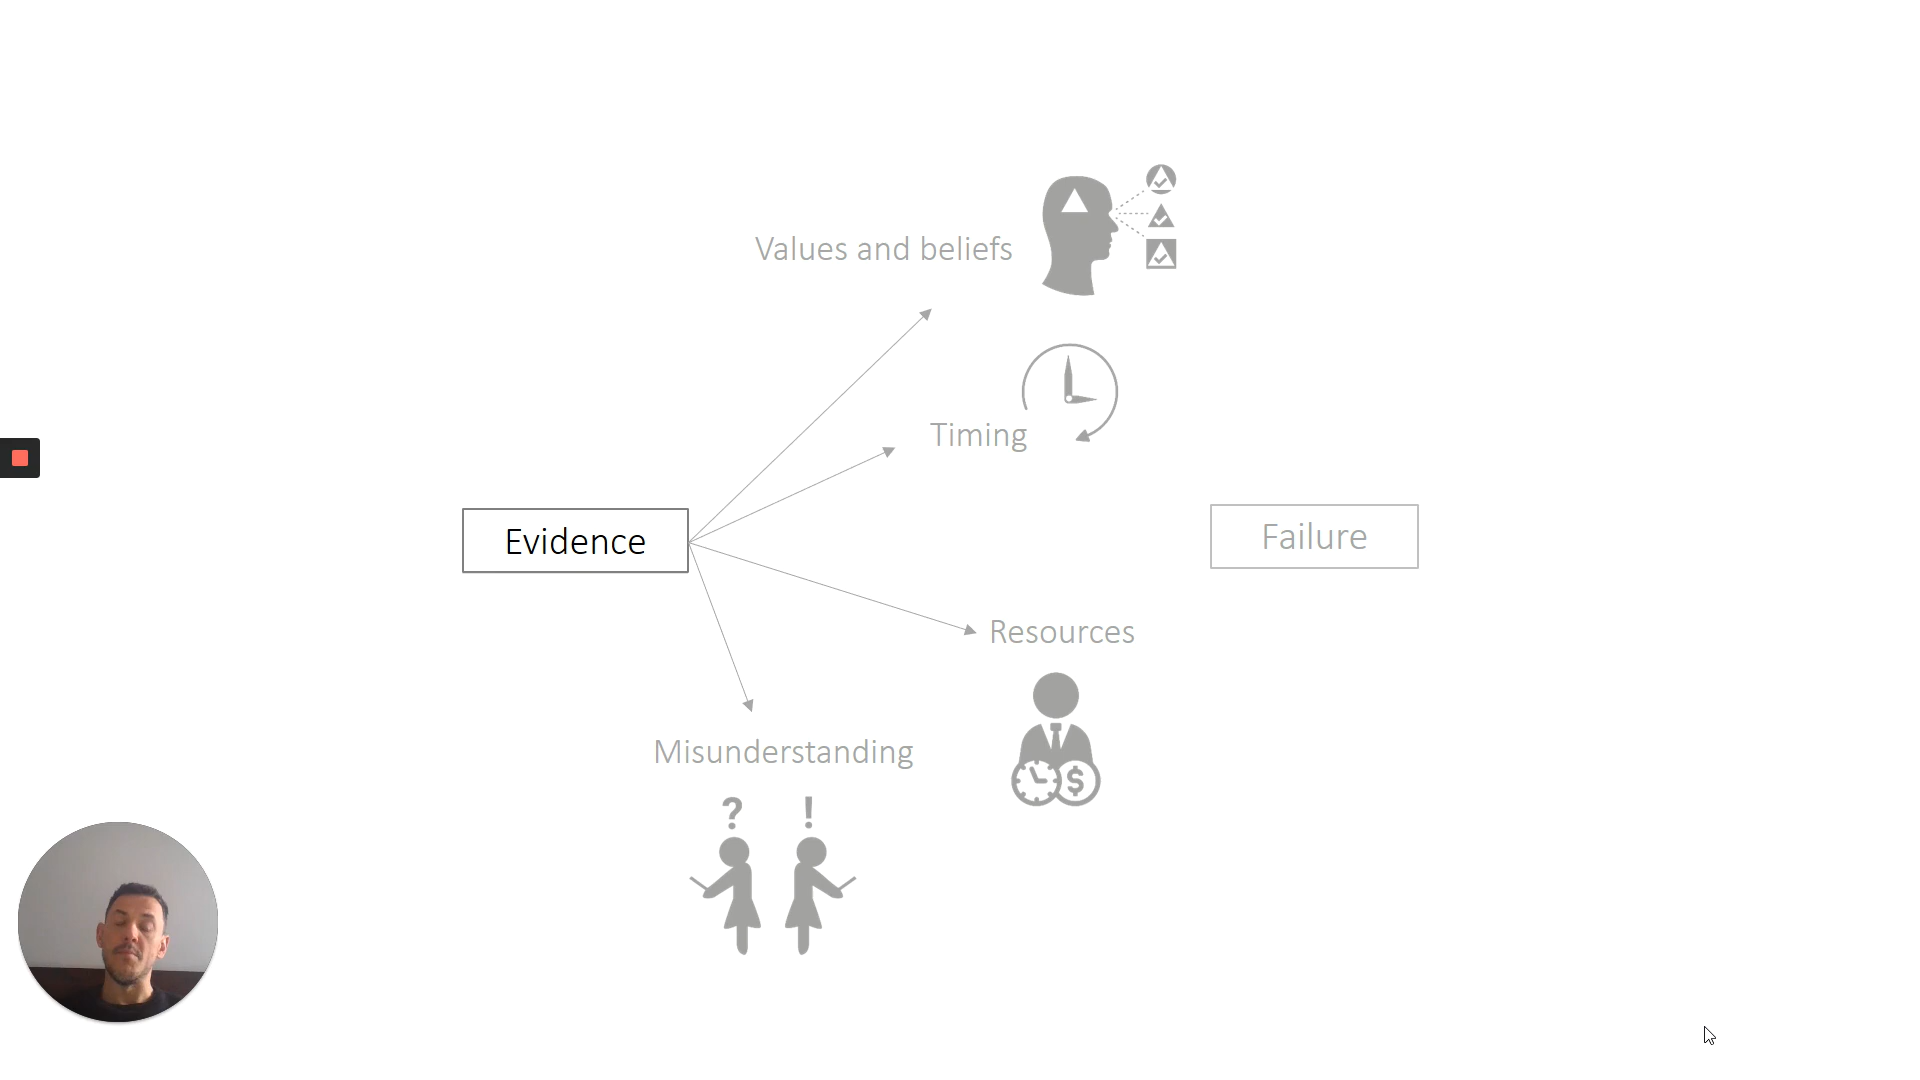 Values and beliefs
Timing
Evidence
Failure
Resources
$
Misunderstanding
? !